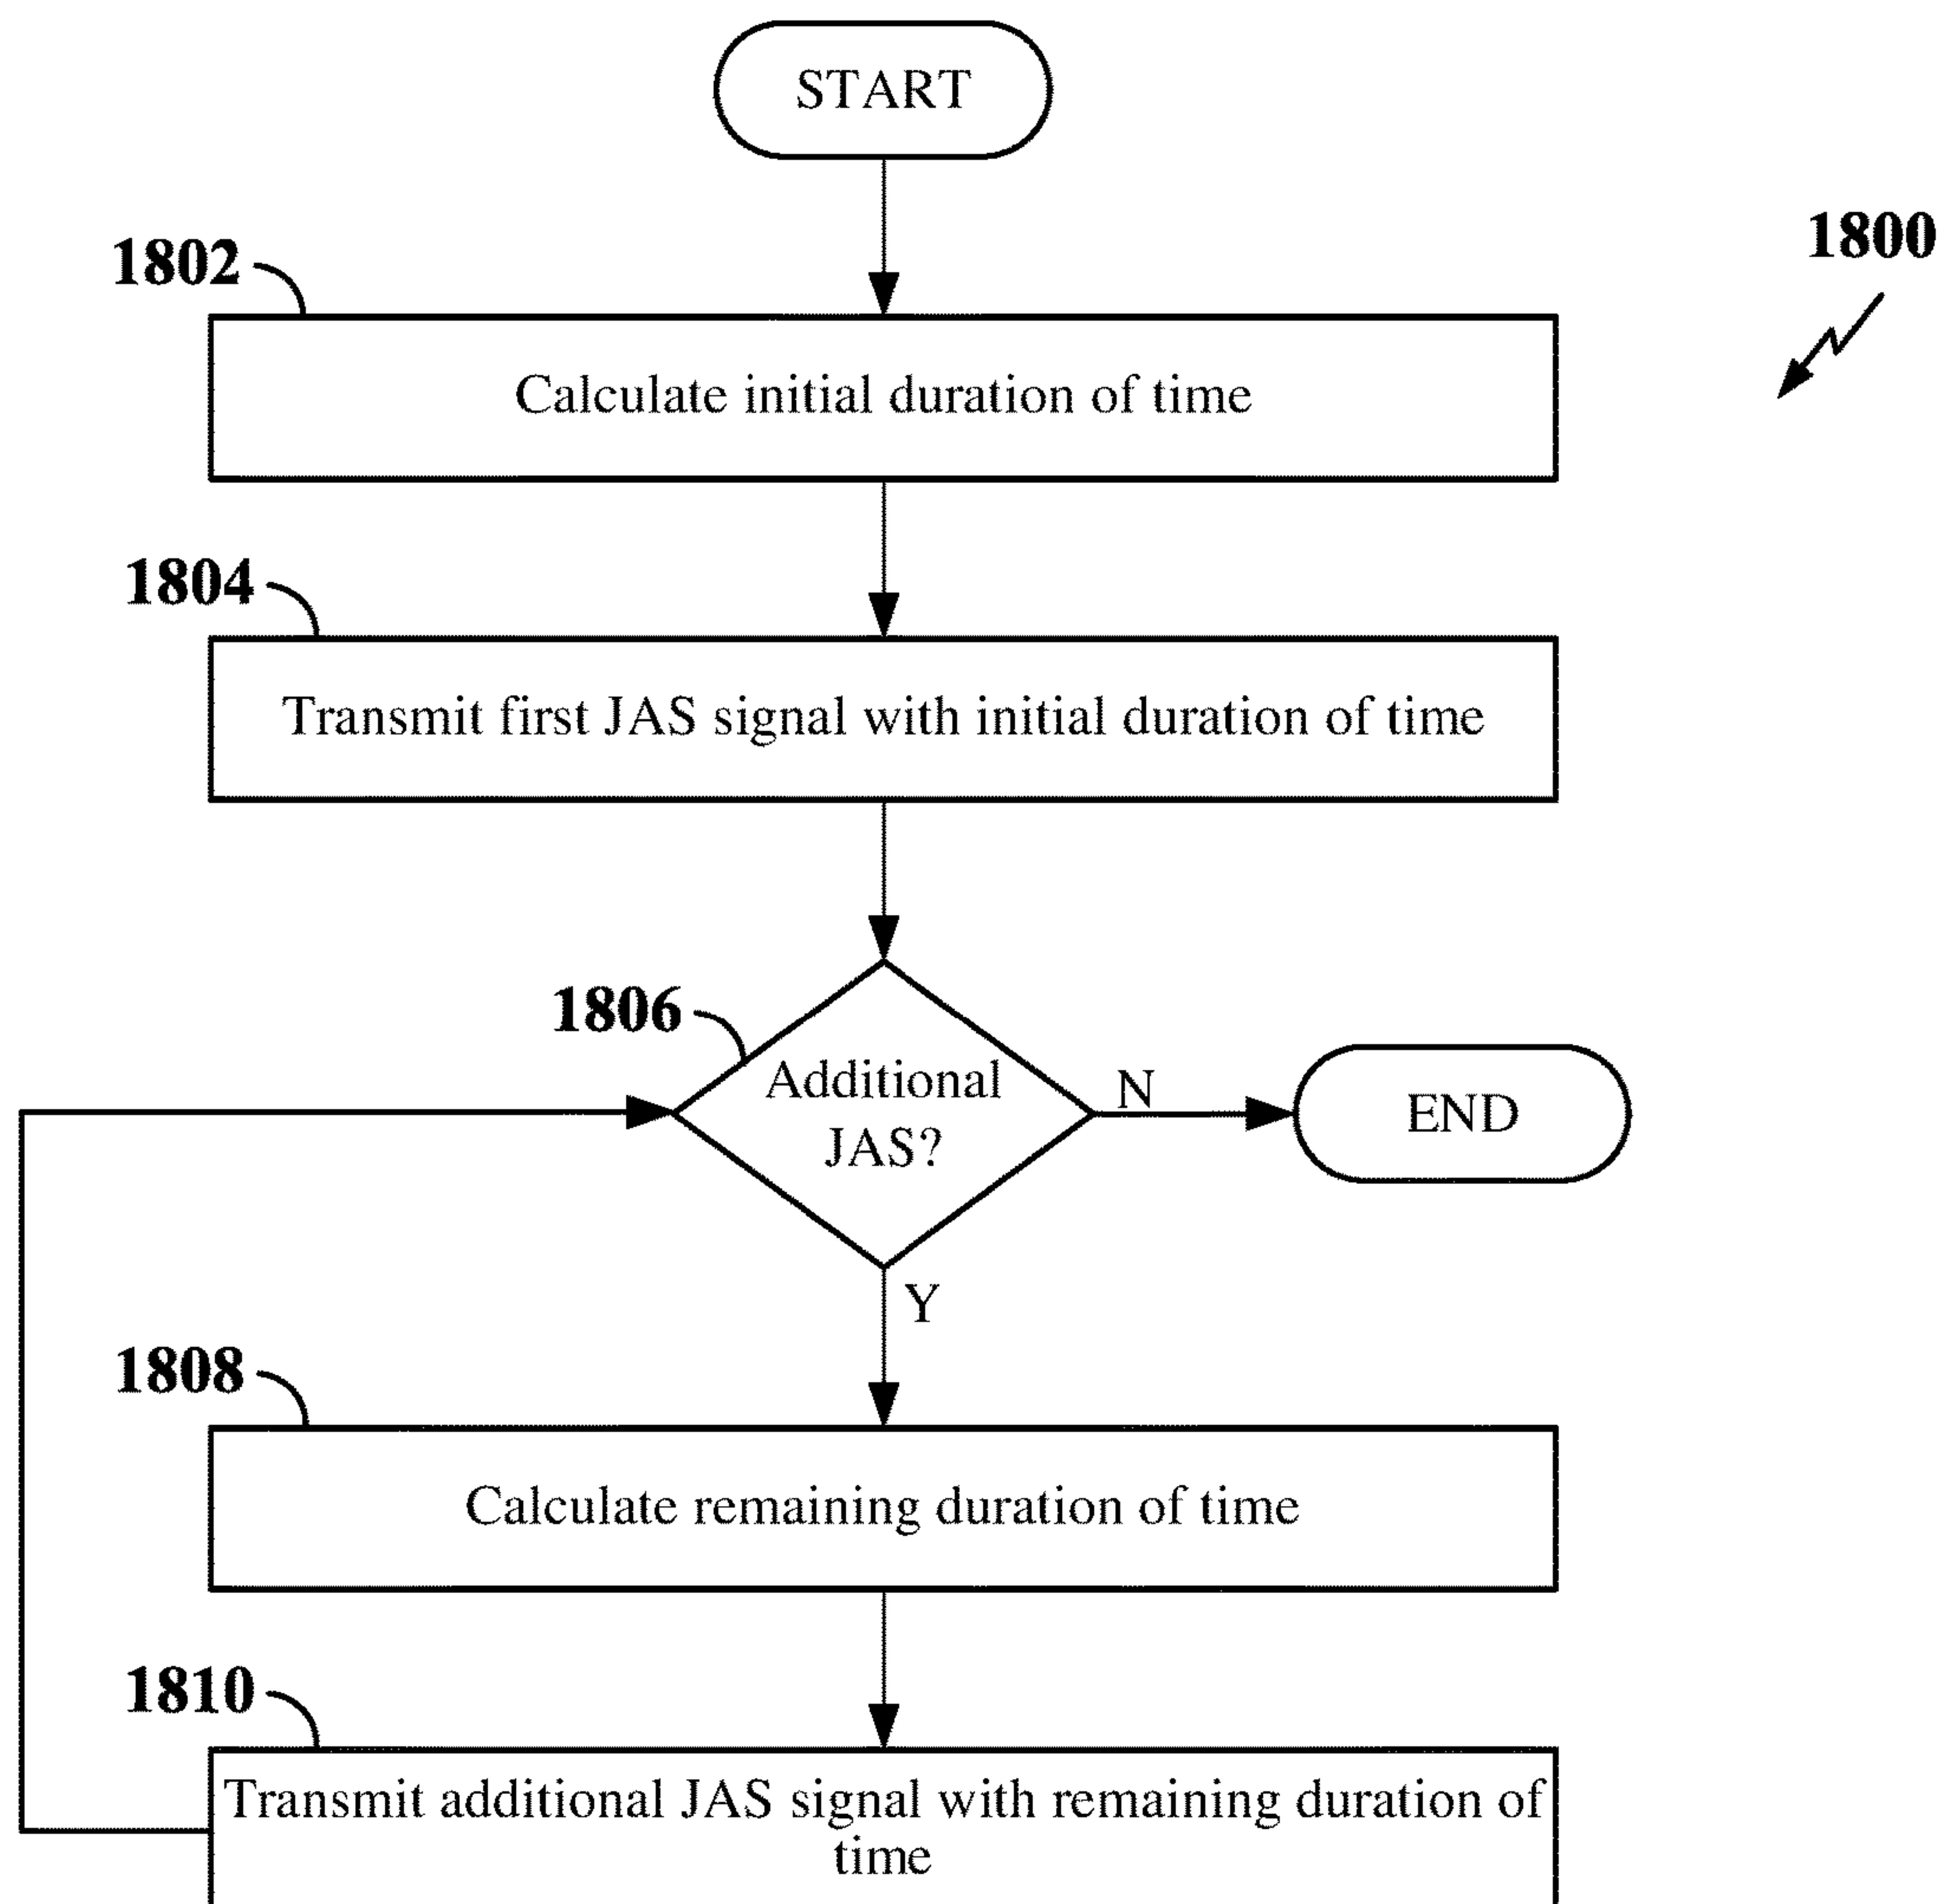 START
1800
1802
Calculate initial duration of time
1804
Transmit first JAS signal with initial duration of time
1806
Additional
JAS?
N
END
Y
1808
Calculate remaining duration of time
1810
Transmit additional JAS signal with remaining duration of
time